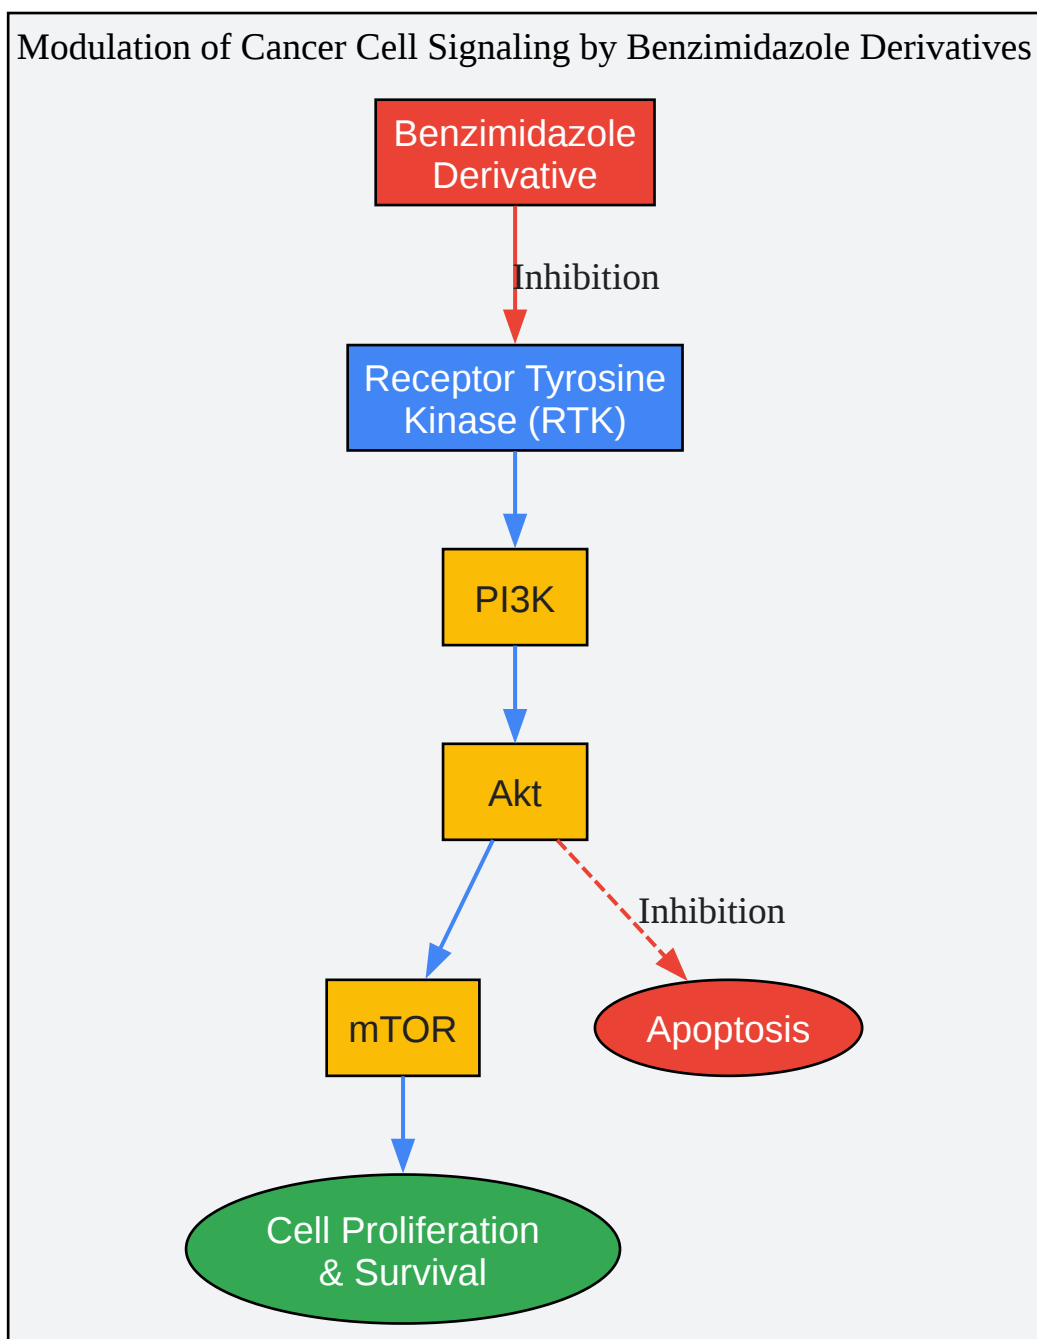 Modulation of Cancer Cell Signaling by Benzimidazole Derivatives
Benzimidazole
Derivative
Inhibition
Receptor Tyrosine
Kinase (RTK)
PI3K
Akt
Inhibition
mTOR
Apoptosis
Cell Proliferation
& Survival